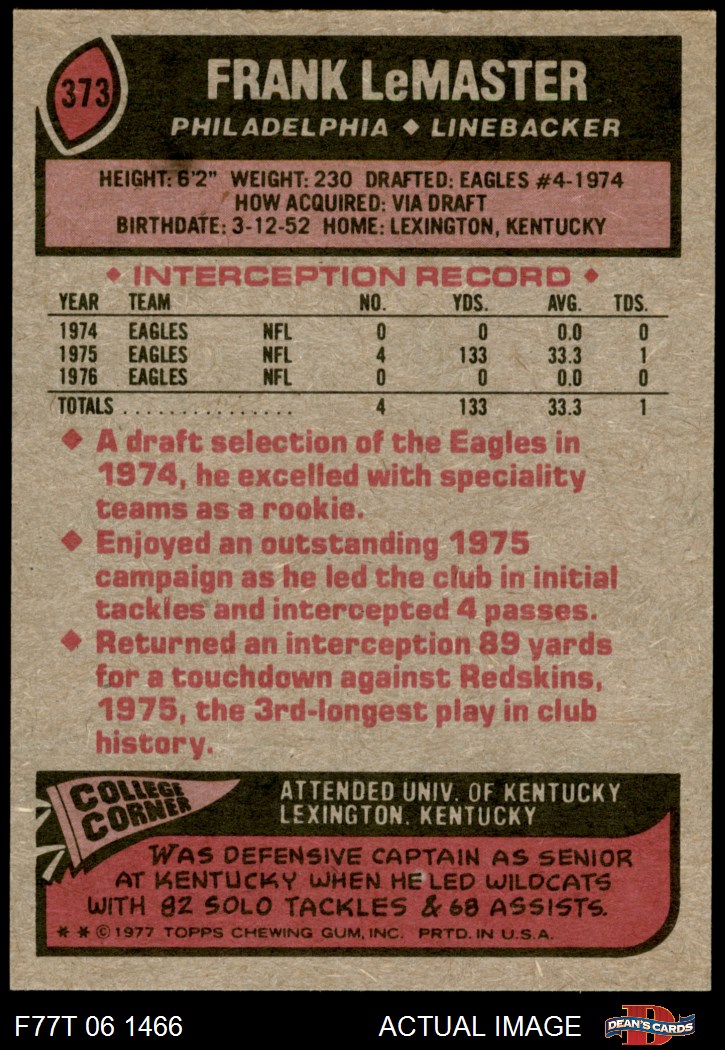 373
FRANK LeMASTER
PHILADELPHIA ◆ LINEBACKER
HEIGHT: 6'2" WEIGHT: 230 DRAFTED: EAGLES #4-1974
HOW ACQUIRED: VIA DRAFT
BIRTHDATE: 3-12-52 HOME: LEXINGTON, KENTUCKY
◆ INTERCEPTION RECORD ◆
YEAR TEAM NO. YDS. AVG. TDS.
1974 EAGLES NFL 0 0 0.0 0
1975 EAGLES NFL 4 133 33.3 1
1976 EAGLES NFL 0 0 0.0 0
TOTALS . . . . . . . . . . . . . . . 4 133 33.3 1
◆ A draft selection of the Eagles in
1974, he excelled with speciality
teams as a rookie.
◆ Enjoyed an outstanding 1975
campaign as he led the club in initial
tackles and intercepted 4 passes.
◆ Returned an interception 89 yards
for a touchdown against Redskins,
1975, the 3rd-longest play in club
history.
COLLEGE
CORNER
ATTENDED UNIV. OF KENTUCKY
LEXINGTON, KENTUCKY
WAS DEFENSIVE CAPTAIN AS SENIOR
AT KENTUCKY WHEN HE LED WILDCATS
WITH 82 SOLO TACKLES & 68 ASSISTS.
* * © 1977 TOPPS CHEWING GUM, INC. PRTD. IN U.S.A.
F77T 06 1466 ACTUAL IMAGE
D
DEAN'S CARDS